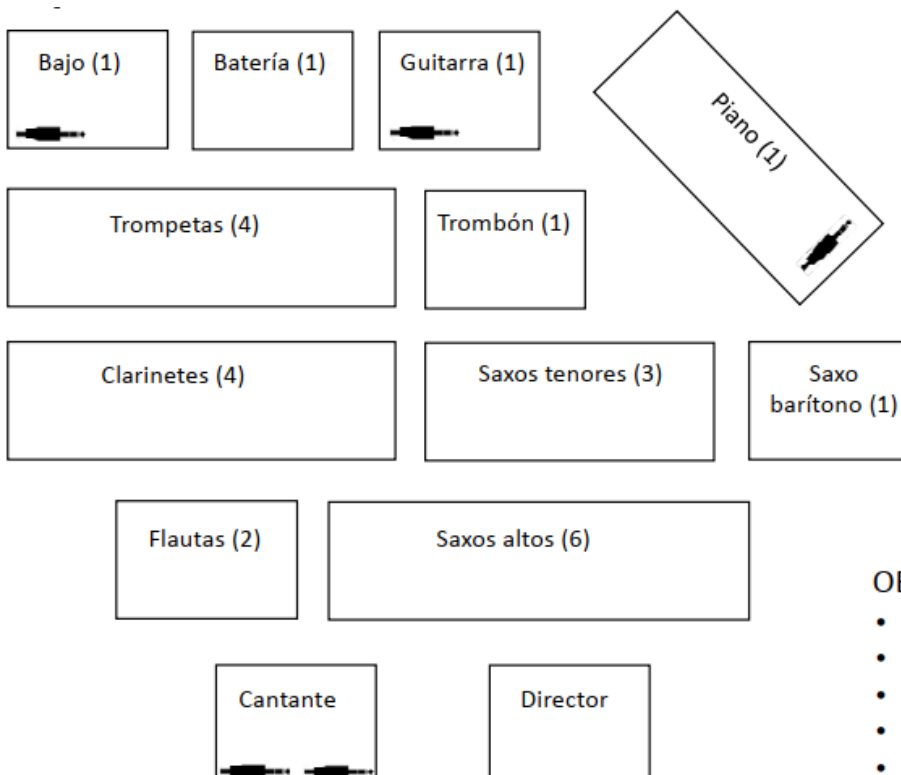 Bajo (1)
Batería (1)
Guitarra (1)
Piano (1)
Trompetas (4)
Trombón (1)
Clarinetes (4)
Saxos tenores (3)
Saxo
barítono (1)
Flautas (2)
Saxos altos (6)
Cantante
Director